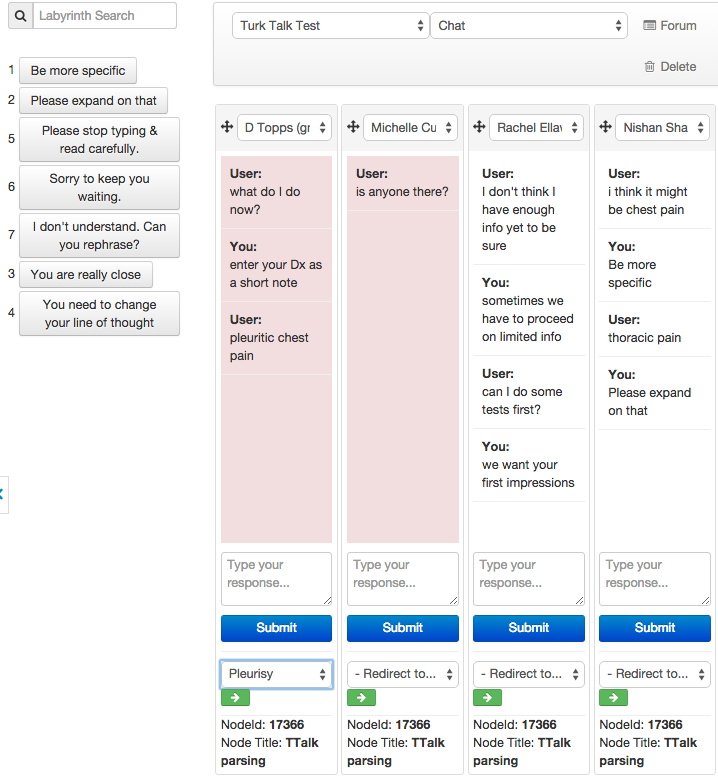 Labyrinth Search
1 Be more specific
2 Please expand on that
5 Please stop typing &
read carefully.
6 Sorry to keep you
waiting.
7 I don't understand. Can
you rephrase?
3 You are really close
4 You need to change
your line of thought
Turk Talk Test
Chat
Forum
Delete
D Topps (gr
User:
what do I do
now?
You:
enter your Dx as
a short note
User:
pleuritic chest
pain
Type your
response...
Submit
Pleurisy
NodeId: 17366
Node Title: TTalk
parsing
Michelle Cu
User:
is anyone there?
Type your
response...
Submit
- Redirect to...
NodeId: 17366
Node Title: TTalk
parsing
Rachel Ellaw
User:
I don't think I
have enough
info yet to be
sure
You:
sometimes we
have to proceed
on limited info
User:
can I do some
tests first?
You:
we want your
first impressions
Type your
response...
Submit
- Redirect to...
NodeId: 17366
Node Title: TTalk
parsing
Nishan Sha
User:
i think it might
be chest pain
You:
Be more
specific
User:
thoracic pain
You:
Please expand
on that
Type your
response...
Submit
- Redirect to...
NodeId: 17366
Node Title: TTalk
parsing